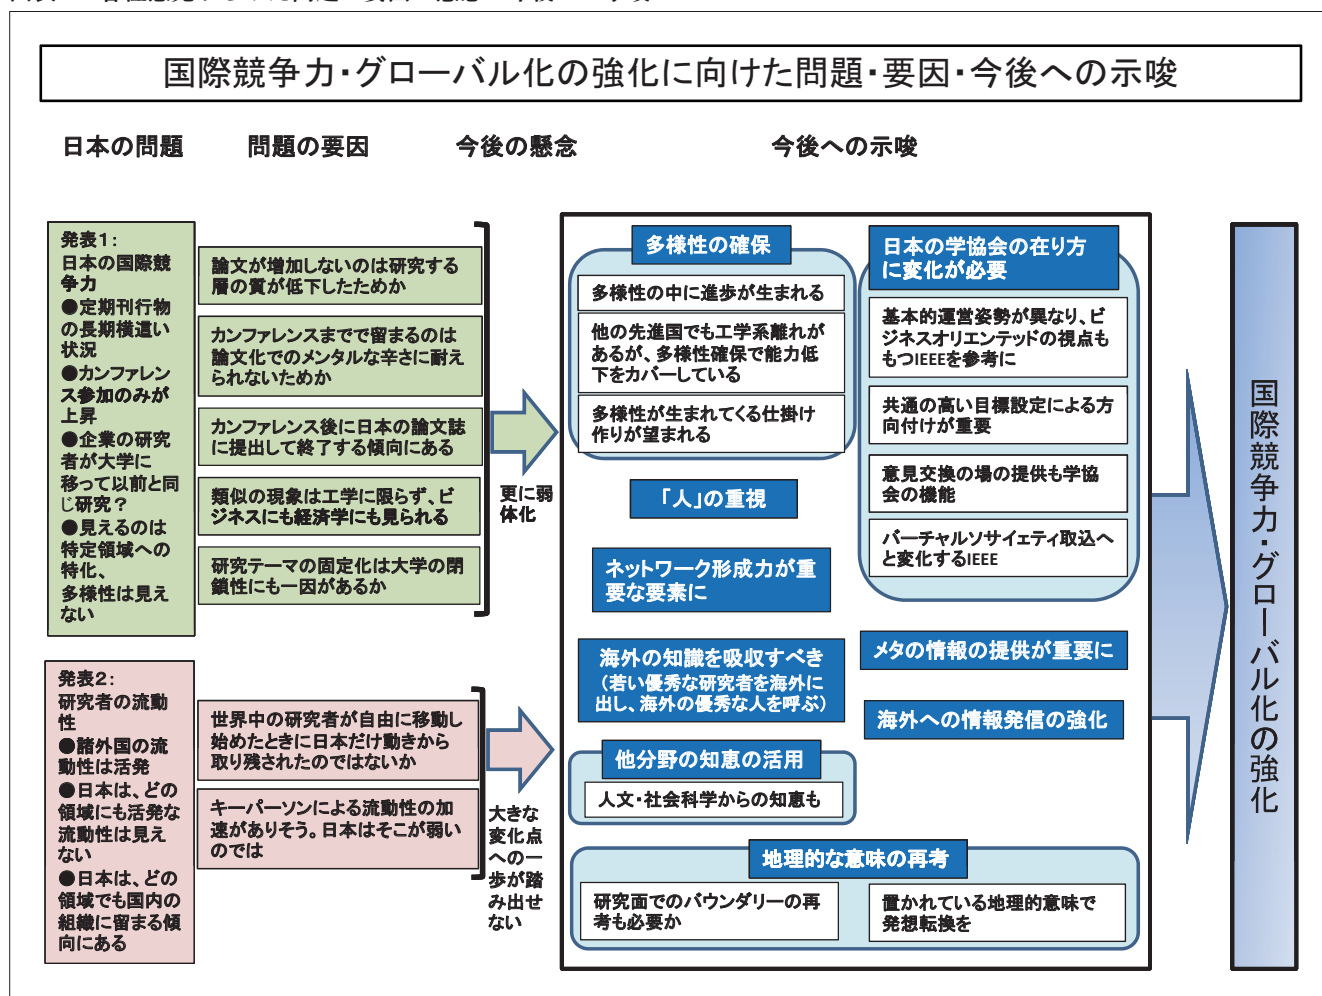 国際競争力・グローバル化の強化に向けた問題・要因・今後への示唆
日本の問題
問題の要因
今後の懸念
今後への示唆
発表1：
日本の国際競
争力
●定期刊行物
の長期横這い
状況
●カンファレン
ス参加のみが
上昇
●企業の研究
者が大学に
移って以前と同
じ研究？
●見えるのは
特定領域への
特化、
多様性は見え
ない
論文が増加しないのは研究する
層の質が低下したためか
カンファレンスまでで留まるのは
論文化でのメンタルな辛さに耐え
られないためか
カンファレンス後に日本の論文誌
に提出して終了する傾向にある
類似の現象は工学に限らず、ビ
ジネスにも経済学にも見られる
研究テーマの固定化は大学の閉
鎖性にも一因があるか
更に弱
体化
発表2：
研究者の流動
性
●諸外国の流
動性は活発
●日本は、どの
領域にも活発な
流動性は見え
ない
●日本は、どの
領域でも国内の
組織に留まる傾
向にある
世界中の研究者が自由に移動し
始めたときに日本だけ動きから
取り残されたのではないか
キーパーソンによる流動性の加
速がありそう。日本はそこが弱い
のでは
大きな
変化点
への一
歩が踏
み出せ
ない
多様性の確保
多様性の中に進歩が生まれる
他の先進国でも工学系離れが
あるが、多様性確保で能力低
下をカバーしている
多様性が生まれてくる仕掛け
作りが望まれる
「人」の重視
ネットワーク形成力が重
要な要素に
海外の知識を吸収すべき
（若い優秀な研究者を海外に
出し、海外の優秀な人を呼ぶ）
他分野の知恵の活用
人文・社会科学からの知恵も
日本の学協会の在り方
に変化が必要
基本的運営姿勢が異なり、ビ
ジネスオリエンテッドの視点も
もつIEEEを参考に
共通の高い目標設定による方
向付けが重要
意見交換の場の提供も学協
会の機能
バーチャルソサイェティ取込へ
と変化するIEEE
メタの情報の提供が重要に
海外への情報発信の強化
地理的な意味の再考
研究面でのバウンダリーの再
考も必要か
置かれている地理的意味で
発想転換を
国際競争力・グローバル化の強化